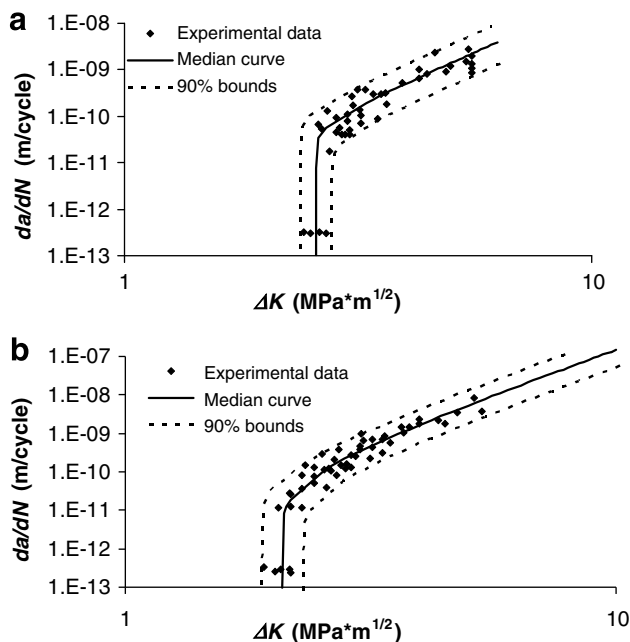 a
1.E-08
1.E-09
1.E-10
1.E-11
1.E-12
1.E-13
da/dN (m/cycle)
Experimental data
Median curve
90% bounds
1
10
ΔK (MPa*m^1/2)
b
1.E-07
1.E-08
1.E-09
1.E-10
1.E-11
1.E-12
1.E-13
da/dN (m/cycle)
Experimental data
Median curve
90% bounds
1
10
ΔK (MPa*m^1/2)